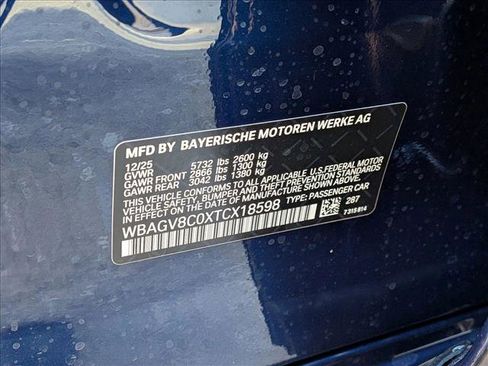 MFD BY BAYERISCHE MOTOREN WERKE AG
12/25
GVWR 5732 lbs 2600 kg
GAWR FRONT 2866 lbs 1300 kg
GAWR REAR 3042 lbs 1380 kg
THIS VEHICLE CONFORMS TO ALL APPLICABLE U.S.FEDERAL MOTOR
VEHICLE SAFETY, BUMPER, AND THEFT PREVENTION
STANDARDS IN EFFECT ON THE DATE OF MANUFACTURE SHOWN ABOVE.
WBAGV8C0XTCX18598 TYPE: PASSENGER CAR
287
7315814